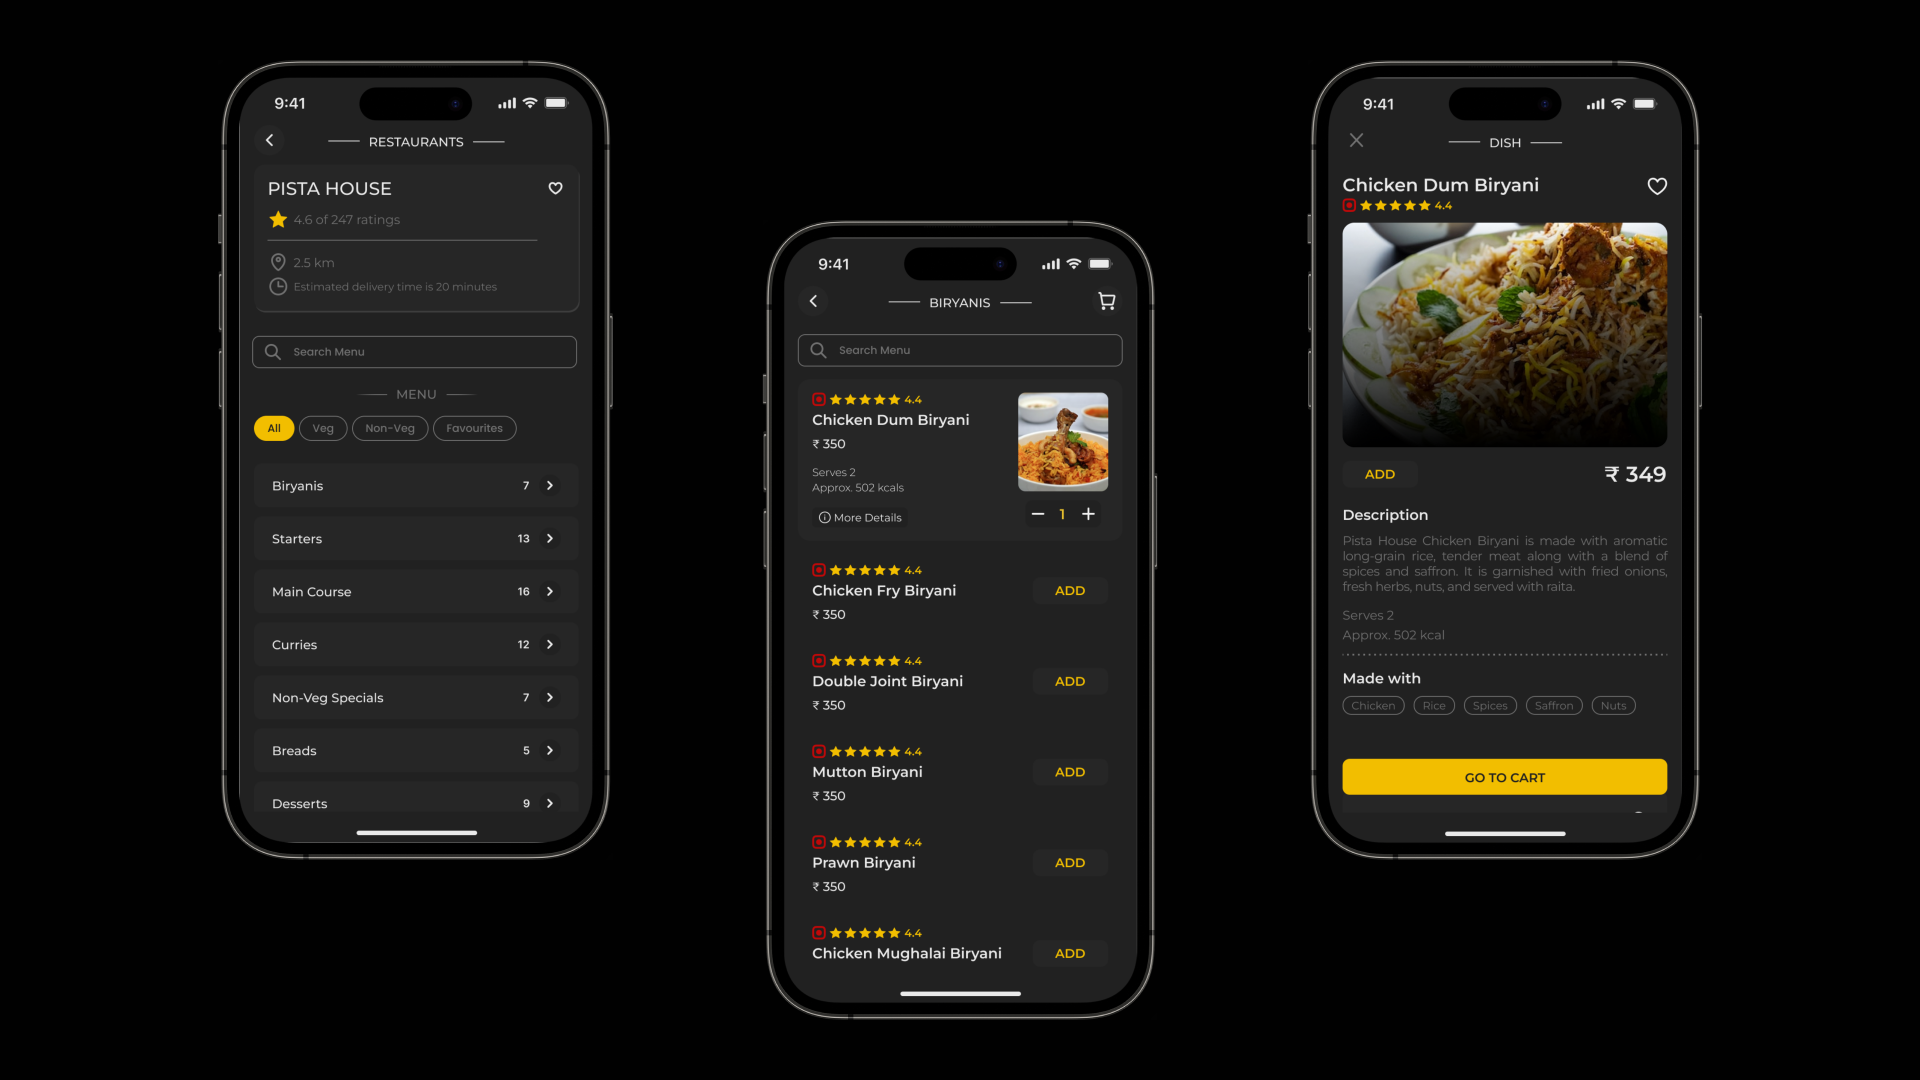 9:41
RESTAURANTS
PISTA HOUSE
4.6 of 247 ratings
2.5 km
Estimated delivery time is 20 minutes
Search Menu
MENU
All Veg Non-Veg Favourites
Biryanis 7
Starters 13
Main Course 16
Curries 12
Non-Veg Specials 7
Breads 5
Desserts 9
9:41
BIRYANIS
Search Menu
4.4
Chicken Dum Biryani
₹ 350
Serves 2
Approx. 502 kcals
More Details
1
4.4
Chicken Fry Biryani
₹ 350
ADD
4.4
Double Joint Biryani
₹ 350
ADD
4.4
Mutton Biryani
₹ 350
ADD
4.4
Prawn Biryani
₹ 350
ADD
4.4
Chicken Mughalai Biryani
ADD
9:41
DISH
Chicken Dum Biryani
4.4
ADD ₹ 349
Description
Pista House Chicken Biryani is made with aromatic
long-grain rice, tender meat along with a blend of
spices and saffron. It is garnished with fried onions,
fresh herbs, nuts, and served with raita.
Serves 2
Approx. 502 kcal
Made with
Chicken Rice Spices Saffron Nuts
GO TO CART